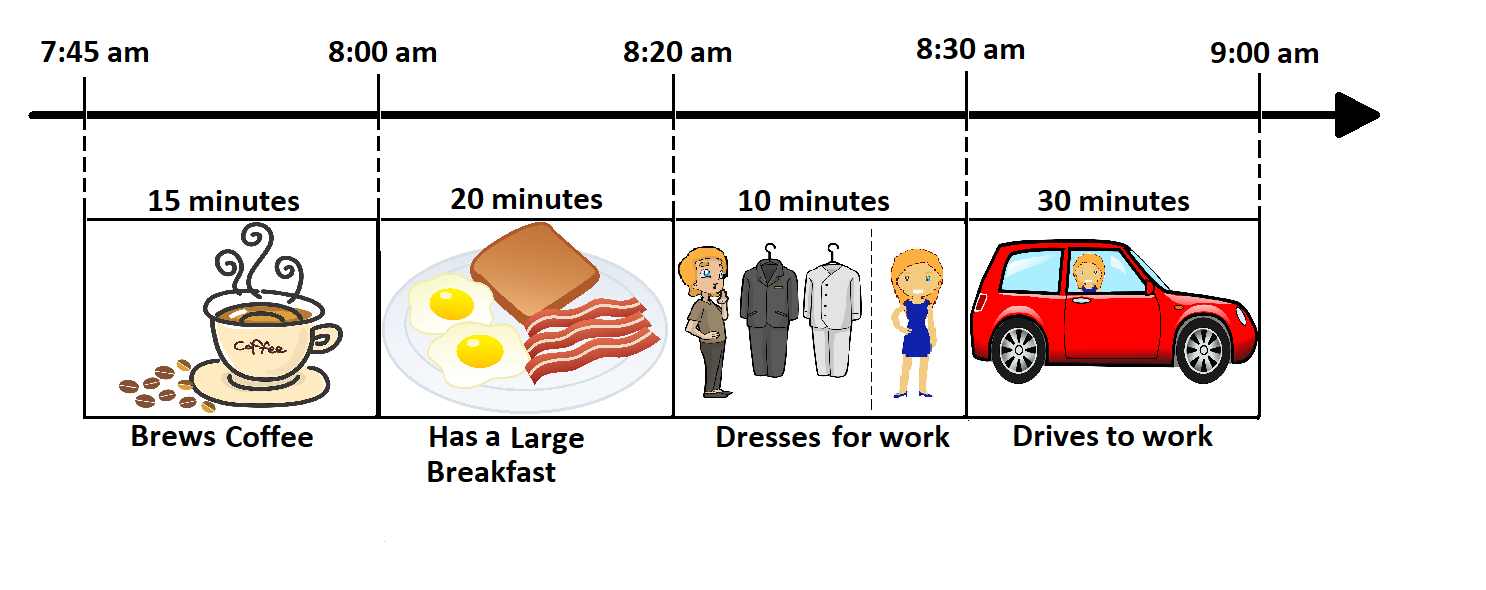 7:45 am 8:00 am 8:20 am 8:30 am 9:00 am
15 minutes 20 minutes 10 minutes 30 minutes
Coffee
Brews Coffee Has a Large Dresses for work Drives to work
Breakfast